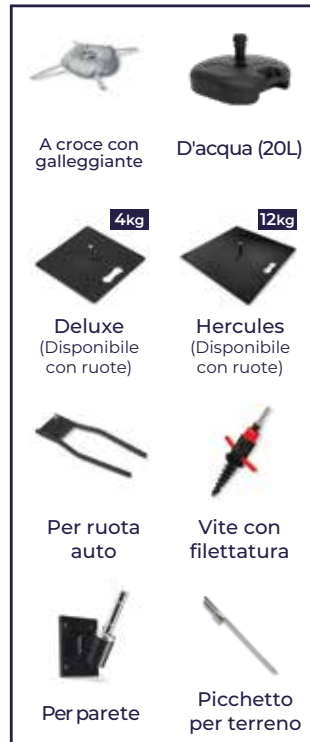 A croce con
galleggiante
D'acqua (20L)
4kg
12kg
Deluxe
(Disponibile
con ruote)
Hercules
(Disponibile
con ruote)
Per ruota
auto
Vite con
filettatura
Per parete
Picchetto
per terreno